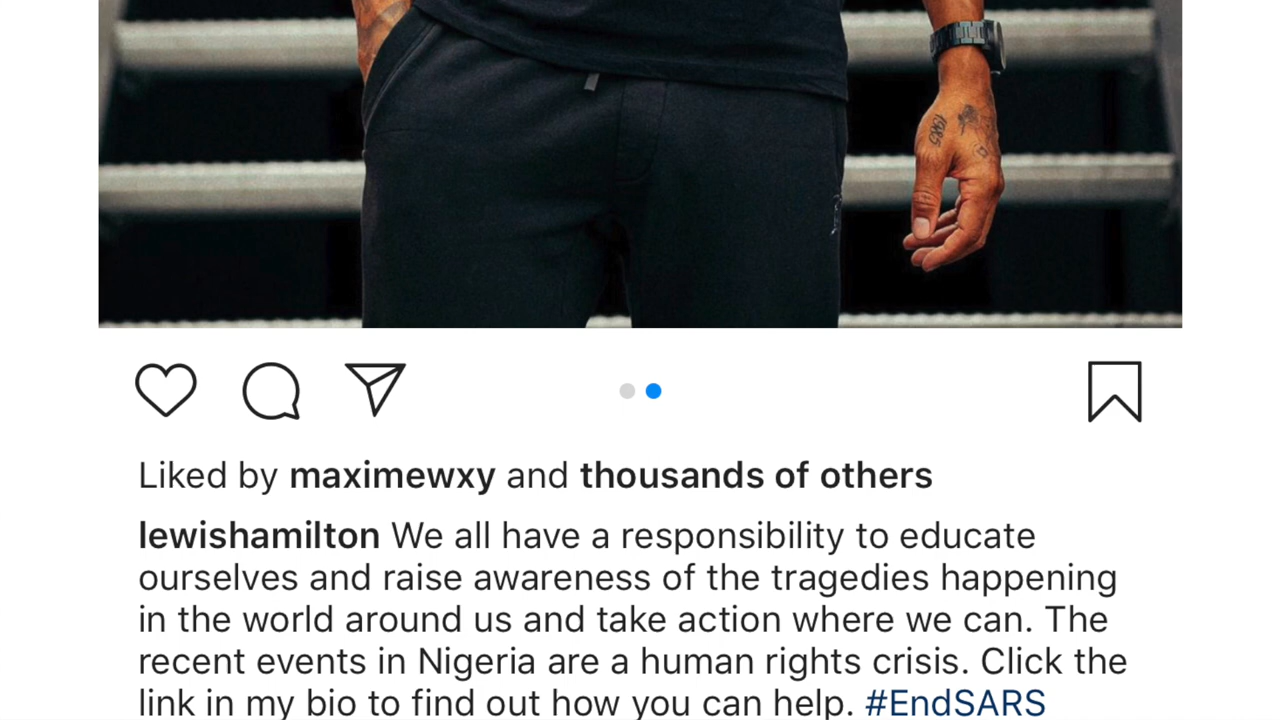 1985
Liked by maximewxy and thousands of others
lewishamilton We all have a responsibility to educate
ourselves and raise awareness of the tragedies happening
in the world around us and take action where we can. The
recent events in Nigeria are a human rights crisis. Click the
link in my bio to find out how you can help. #EndSARS